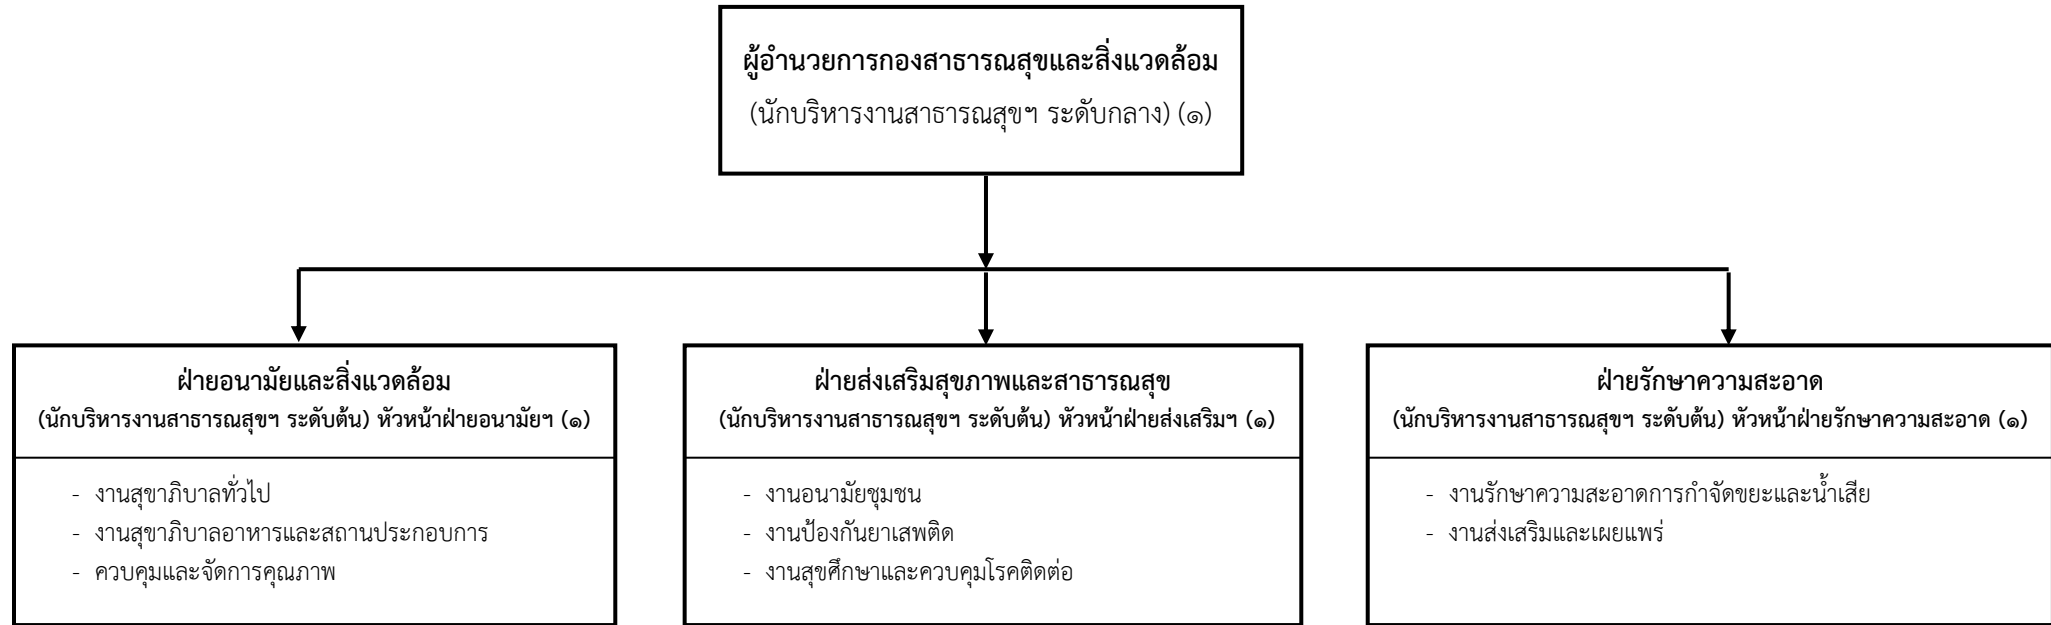 ผู้อำนวยการกองสาธารณสุขและสิ่งแวดล้อม
(นักบริหารงานสาธารณสุขฯ ระดับกลาง) (๑)
ฝ่ายอนามัยและสิ่งแวดล้อม
(นักบริหารงานสาธารณสุขฯ ระดับต้น) หัวหน้าฝ่ายอนามัยฯ (๑)
- งานสุขาภิบาลทั่วไป
- งานสุขาภิบาลอาหารและสถานประกอบการ
- ควบคุมและจัดการคุณภาพ
ฝ่ายส่งเสริมสุขภาพและสาธารณสุข
(นักบริหารงานสาธารณสุขฯ ระดับต้น) หัวหน้าฝ่ายส่งเสริมฯ (๑)
- งานอนามัยชุมชน
- งานป้องกันยาเสพติด
- งานสุขศึกษาและควบคุมโรคติดต่อ
ฝ่ายรักษาความสะอาด
(นักบริหารงานสาธารณสุขฯ ระดับต้น) หัวหน้าฝ่ายรักษาความสะอาด (๑)
- งานรักษาความสะอาดการกำจัดขยะและน้ำเสีย
- งานส่งเสริมและเผยแพร่